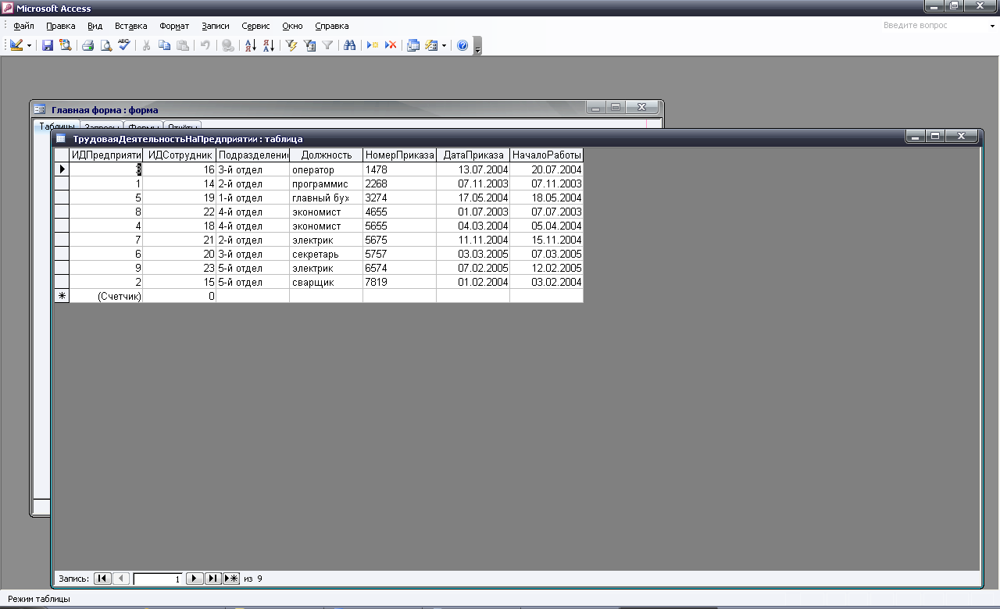 Microsoft Access
Файл Правка Вид Вставка Формат Записи Сервис Окно Справка Введите вопрос
Главная форма : форма
Таблицы Запросы Формы Отчёты
ТрудоваяДеятельностьНаПредприятии : таблица
ИДПредприяти ИДСотрудник Подразделени Должность НомерПриказа ДатаПриказа НачалоРаботы
3 16 3-й отдел оператор 1478 13.07.2004 20.07.2004
1 14 2-й отдел программис 2268 07.11.2003 07.11.2003
5 19 1-й отдел главный бух 3274 17.05.2004 18.05.2004
8 22 4-й отдел экономист 4655 01.07.2003 07.07.2003
4 18 4-й отдел экономист 5655 04.03.2004 05.04.2004
7 21 2-й отдел электрик 5675 11.11.2004 15.11.2004
6 20 3-й отдел секретарь 5757 03.03.2005 07.03.2005
9 23 5-й отдел электрик 6574 07.02.2005 12.02.2005
2 15 5-й отдел сварщик 7819 01.02.2004 03.02.2004
(Счетчик) 0
Запись: 1 из 9
Режим таблицы